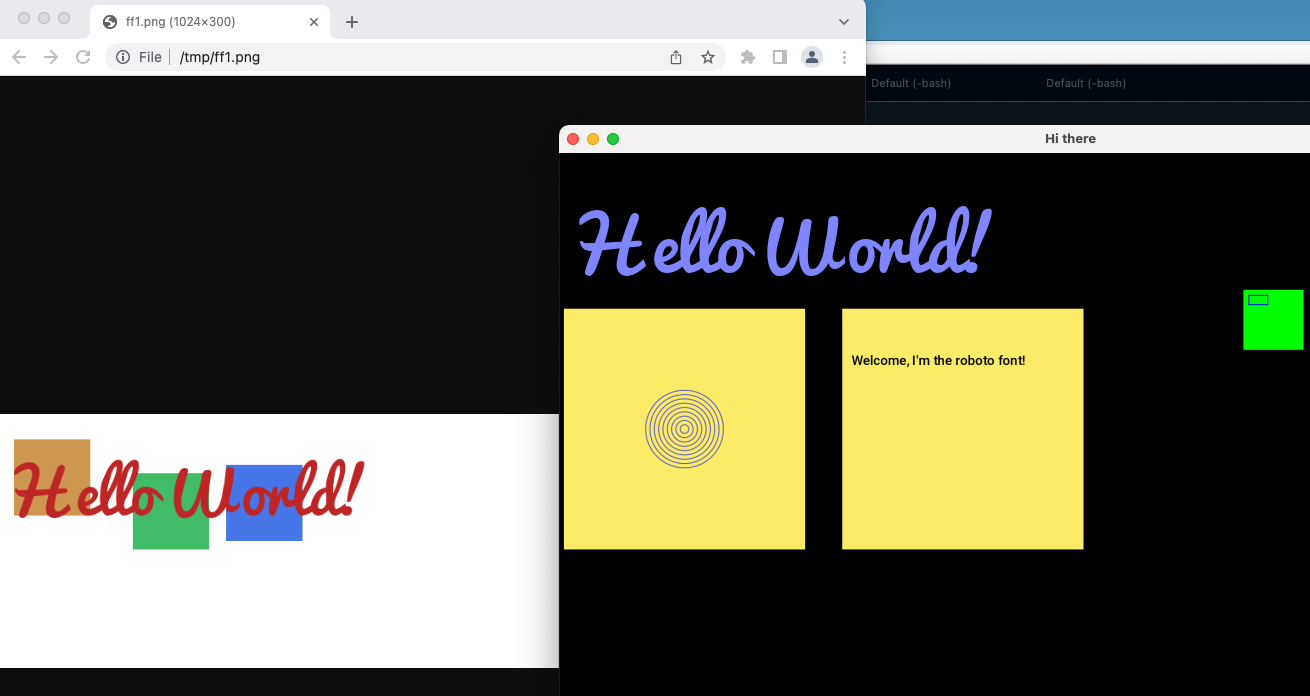 ff1.png (1024×300)
File
/tmp/ff1.png
Default (-bash)
Default (-bash)
Hi there
Hello World!
Welcome, I'm the roboto font!
Hello World!